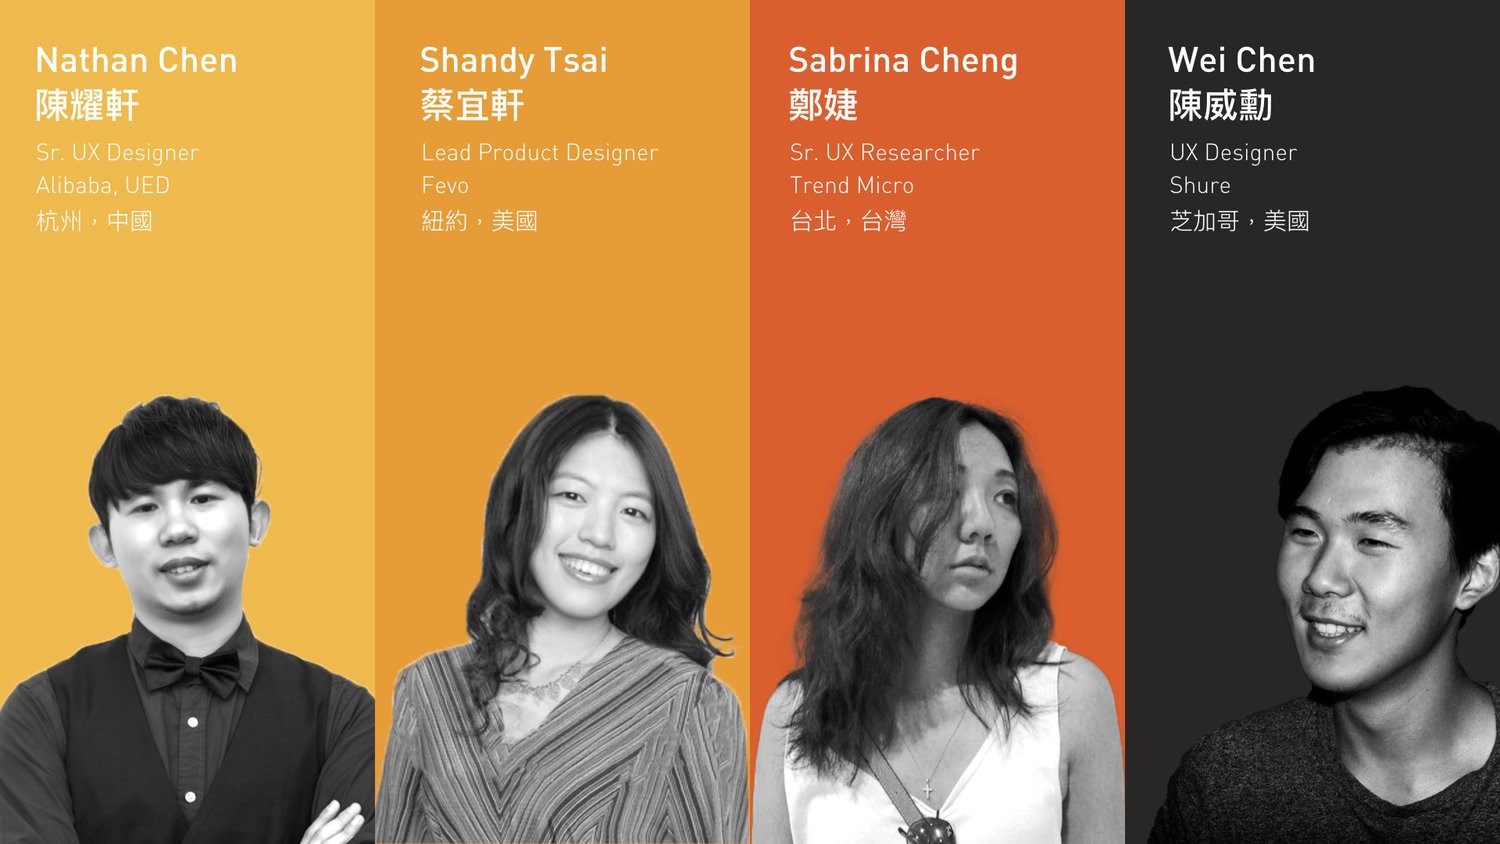 Nathan Chen
陳耀軒
Sr. UX Designer
Alibaba, UED
杭州，中國
Shandy Tsai
蔡宜軒
Lead Product Designer
Fevo
紐約，美國
Sabrina Cheng
鄭婕
Sr. UX Researcher
Trend Micro
台北，台灣
Wei Chen
陳威勳
UX Designer
Shure
芝加哥，美國